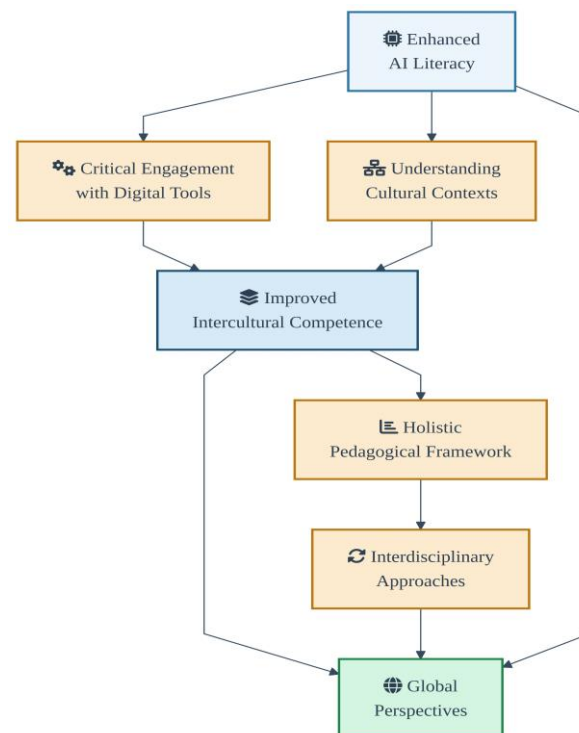 Enhanced
AI Literacy
Critical Engagement
with Digital Tools
Understanding
Cultural Contexts
Improved
Intercultural Competence
Holistic
Pedagogical Framework
Interdisciplinary
Approaches
Global
Perspectives